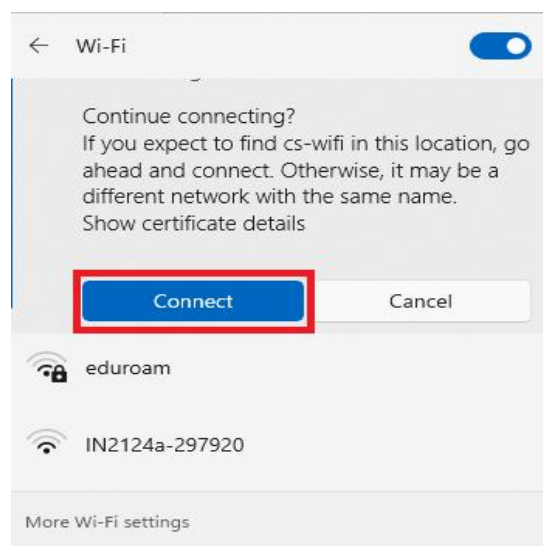 Wi-Fi
Continue connecting?
If you expect to find cs-wifi in this location, go
ahead and connect. Otherwise, it may be a
different network with the same name.
Show certificate details
Connect
Cancel
eduroam
IN2124a-297920
More Wi-Fi settings